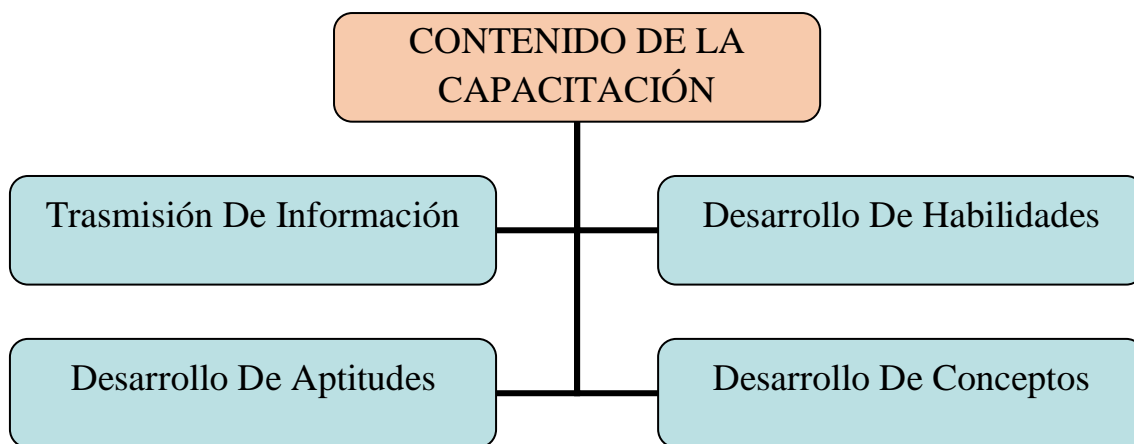 CONTENIDO DE LA
CAPACITACIÓN
Trasmisión De Información
Desarrollo De Habilidades
Desarrollo De Aptitudes
Desarrollo De Conceptos